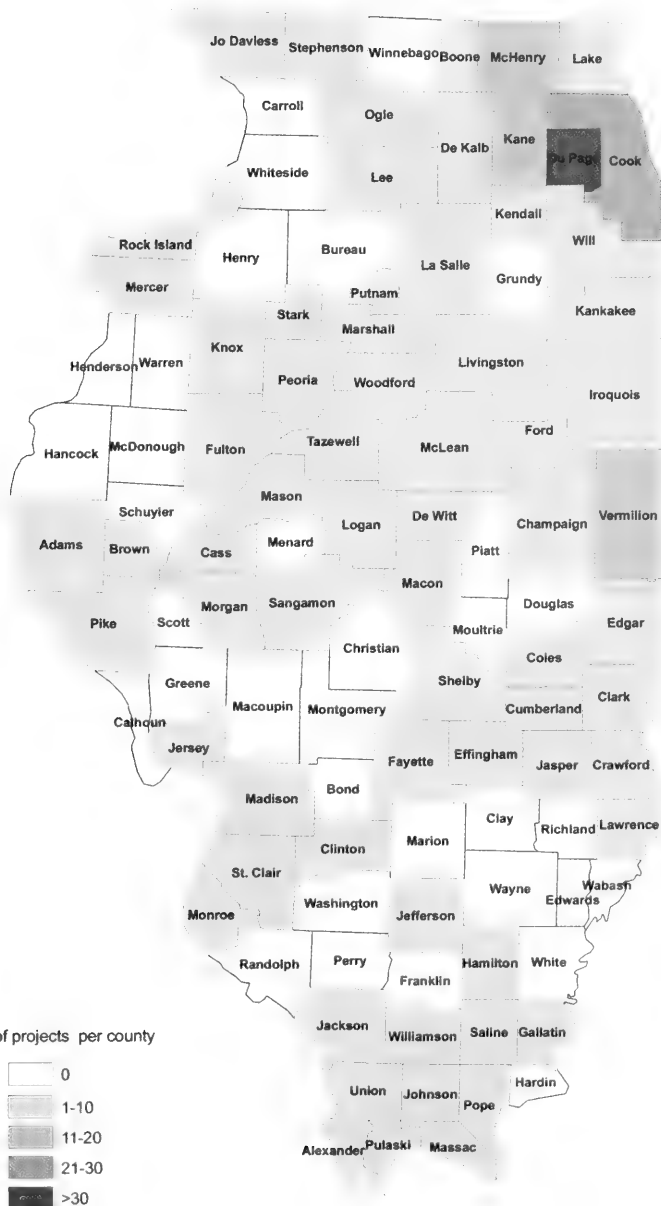 Jo Daviess Stephenson Winnebago Boone McHenry Lake
Carroll Ogle
De Kalb Kane Du Page Cook
Whiteside Lee
Kendall
Will
Rock Island Henry Bureau
La Salle Grundy
Mercer Putnam
Stark Kankakee
Marshall
Knox
Henderson Warren Livingston
Peoria Woodford
Iroquois
Ford
Hancock McDonough Fulton Tazewell McLean
Mason
Schuyler De Witt Vermilion
Logan Champaign
Adams Brown Cass Menard Piatt
Macon
Pike Scott Morgan Sangamon Douglas
Moultrie Edgar
Christian
Coles
Greene Shelby
Macoupin Montgomery Cumberland Clark
Calhoun
Jersey
Fayette Effingham Jasper Crawford
Bond
Madison
Clay
Richland Lawrence
Clinton Marion
St. Clair
Wayne Wabash
Washington Edwards
Monroe Jefferson
Randolph Perry Hamilton White
Franklin
Jackson Williamson Saline Gallatin
of projects per county
Hardin
0
Union Johnson
1-10
Pope
11-20
Alexander Pulaski Massac
21-30
>30